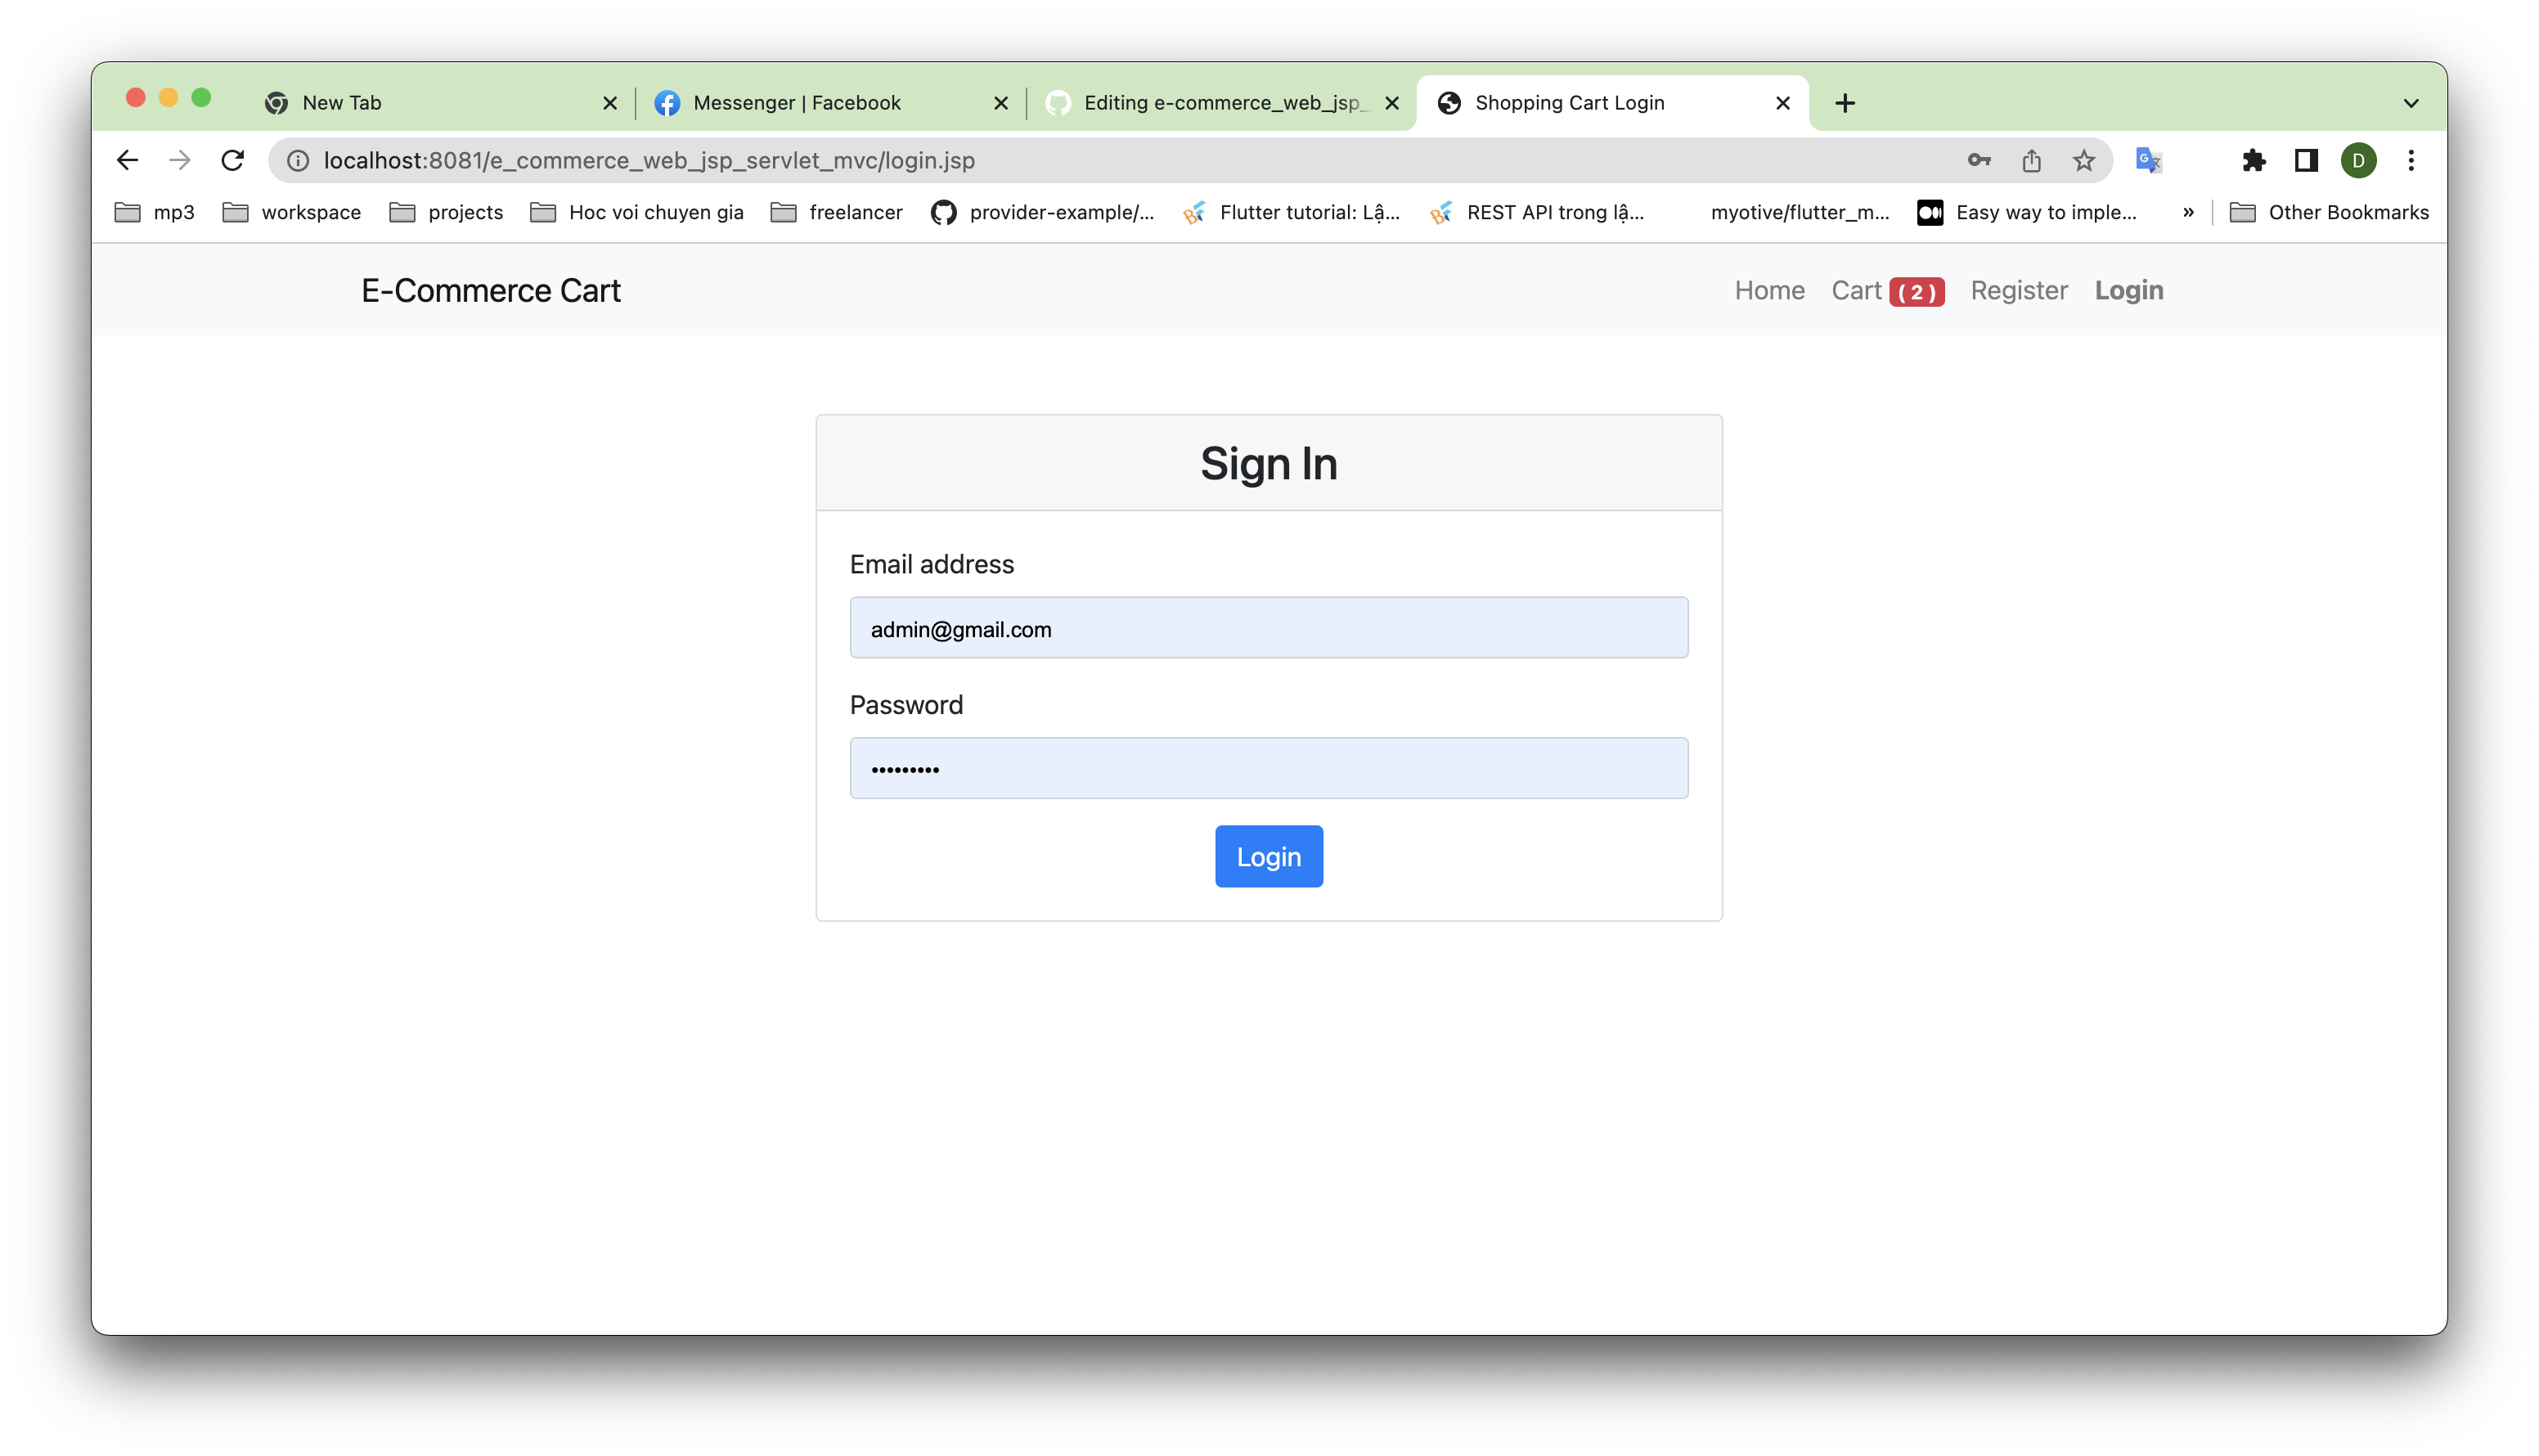 New Tab
Messenger | Facebook
Editing e-commerce_web_jsp_
Shopping Cart Login
localhost:8081/e_commerce_web_jsp_servlet_mvc/login.jsp
D
mp3 workspace projects Hoc voi chuyen gia freelancer provider-example/... Flutter tutorial: Lậ... REST API trong lậ... myotive/flutter_m... Easy way to imple... » Other Bookmarks
E-Commerce Cart
Home Cart ( 2 ) Register Login
Sign In
Email address
admin@gmail.com
Password
•••••••••
Login